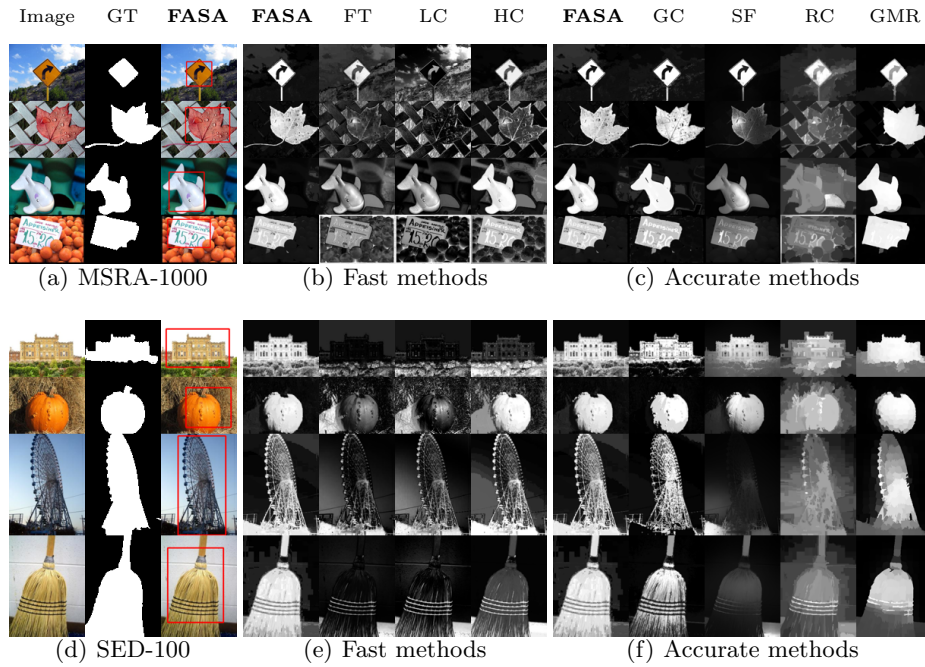 Image GT FASA FASA FT LC HC FASA GC SF RC GMR
(a) MSRA-1000 (b) Fast methods (c) Accurate methods
(d) SED-100 (e) Fast methods (f) Accurate methods